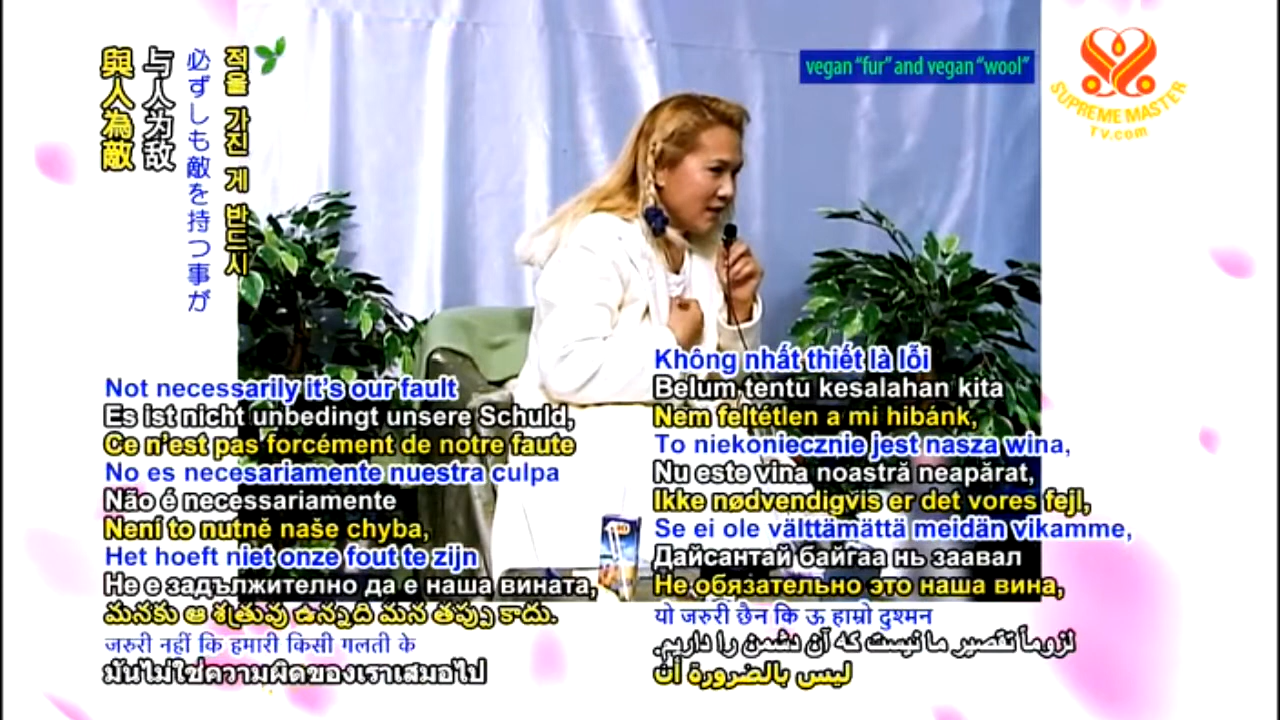 vegan “fur” and vegan “wool”
SUPREME MASTER
TV.com
與人為敵
与人为敌
必ずしも敵を持つ事が
적을 가진 게 반드시
Not necessarily it's our fault
Es ist nicht unbedingt unsere Schuld,
Ce n'est pas forcément de notre faute
No es necesariamente nuestra culpa
Não é necessariamente
Není to nutně naše chyba,
Het hoeft niet onze fout te zijn
Не е задължително да е наша вината,
మనకు ఆ శత్రువు ఉన్నది మన తప్పు కాదు.
जरुरी नहीं कि हमारी किसी गलती के
มันไม่ใช่ความผิดของเราเสมอไป
Không nhất thiết là lỗi
Belum tentu kesalahan kita
Nem feltétlen a mi hibánk,
To niekoniecznie jest nasza wina,
Nu este vina noastră neapărat,
Ikke nødvendigvis er det vores fejl,
Se ei ole välttämättä meidän vikamme,
Дайсантай байгаа нь заавал
Не обязательно это наша вина,
यो जरुरी छैन कि ऊ हाम्रो दुश्मन
لزوماً تقصیر ما نیست که آن دشمن را داریم.
ليس بالضرورة أن